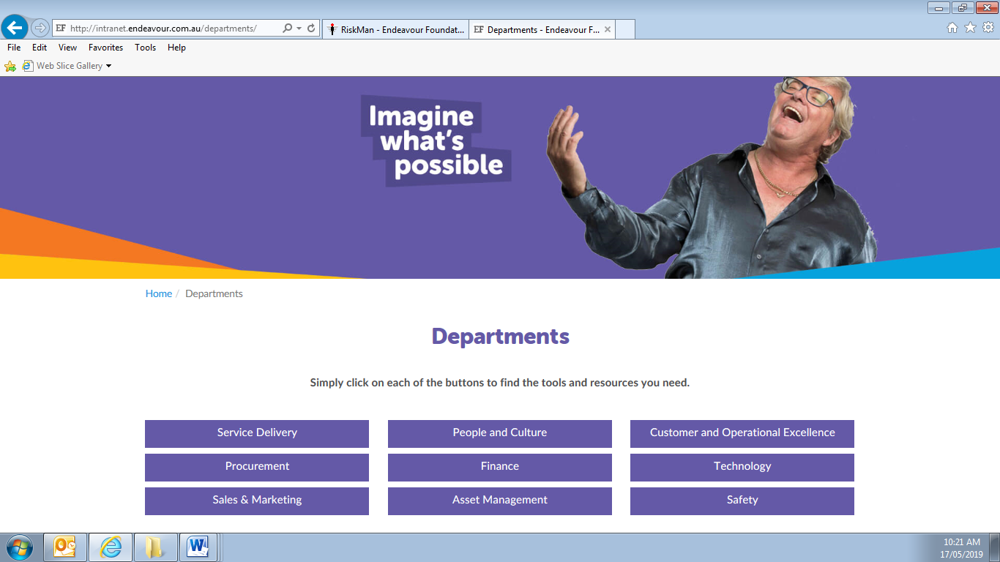 EF http://intranet.endeavour.com.au/departments/
RiskMan - Endeavour Foundat...
EF Departments - Endeavour F...
File Edit View Favorites Tools Help
Web Slice Gallery
Imagine
what's
possible
Home / Departments
Departments
Simply click on each of the buttons to find the tools and resources you need.
Service Delivery
People and Culture
Customer and Operational Excellence
Procurement
Finance
Technology
Sales & Marketing
Asset Management
Safety
10:21 AM
17/05/2019